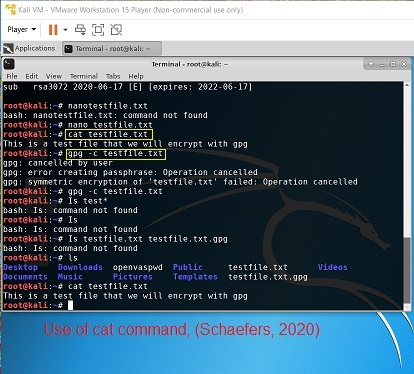 Kali VM - VMware Workstation 15 Player (Non-commercial use only)
Player
Applications Terminal - root@kali: ~
Terminal - root@kali: ~
File Edit View Terminal Tabs Help
sub rsa3072 2020-06-17 [E] [expires: 2022-06-17]
root@kali:~# nanotestfile.txt
bash: nanotestfile.txt: command not found
root@kali:~# nano testfile.txt
root@kali:~# cat testfile.txt
This is a test file that we will encrypt with gpg
root@kali:~# gpg -c testfile.txt
gpg: cancelled by user
gpg: error creating passphrase: Operation cancelled
gpg: symmetric encryption of 'testfile.txt' failed: Operation cancelled
root@kali:~# gpg -c testfile.txt
root@kali:~# Is test*
bash: Is: command not found
root@kali:~# Is
bash: Is: command not found
root@kali:~# Is testfile.txt testfile.txt.gpg
bash: Is: command not found
root@kali:~# ls
Desktop Downloads openvaspwd Public testfile.txt Videos
Documents Music Pictures Templates testfile.txt.gpg
root@kali:~# cat testfile.txt
This is a test file that we will encrypt with gpg
root@kali:~#
Use of cat command, (Schaefers, 2020)